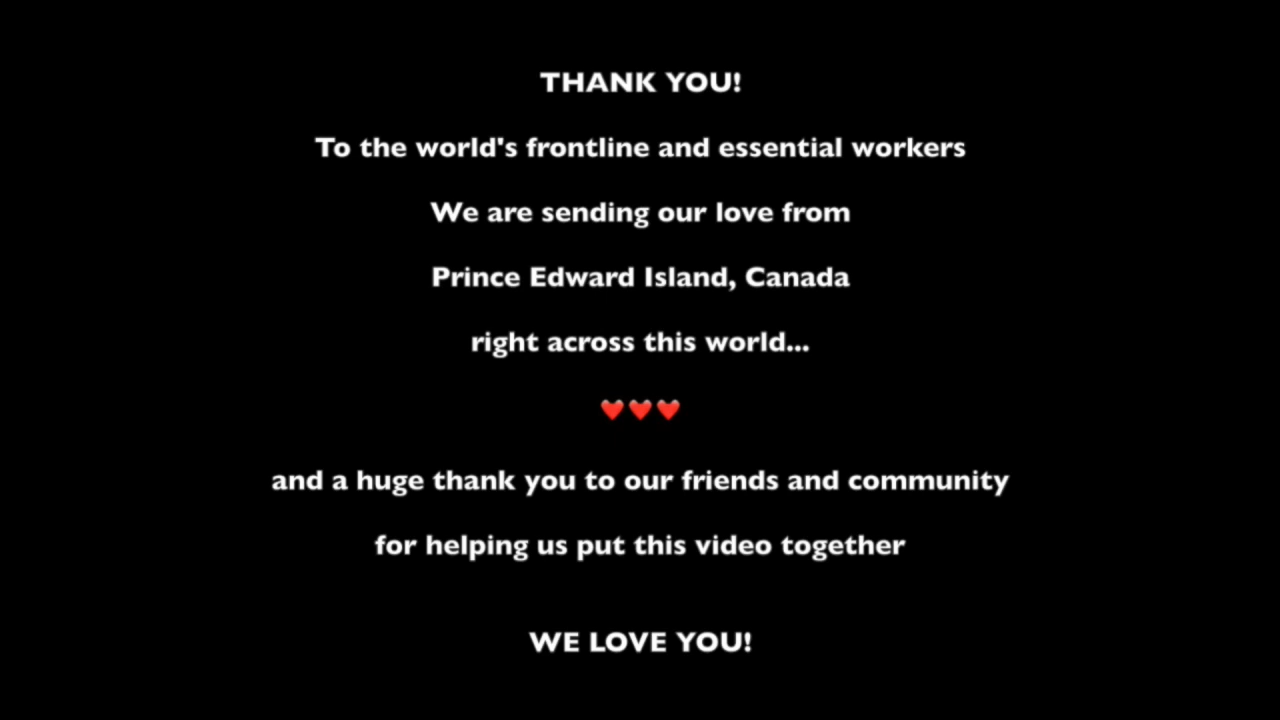 THANK YOU!
To the world's frontline and essential workers
We are sending our love from
Prince Edward Island, Canada
right across this world...
❤❤❤
and a huge thank you to our friends and community
for helping us put this video together
WE LOVE YOU!